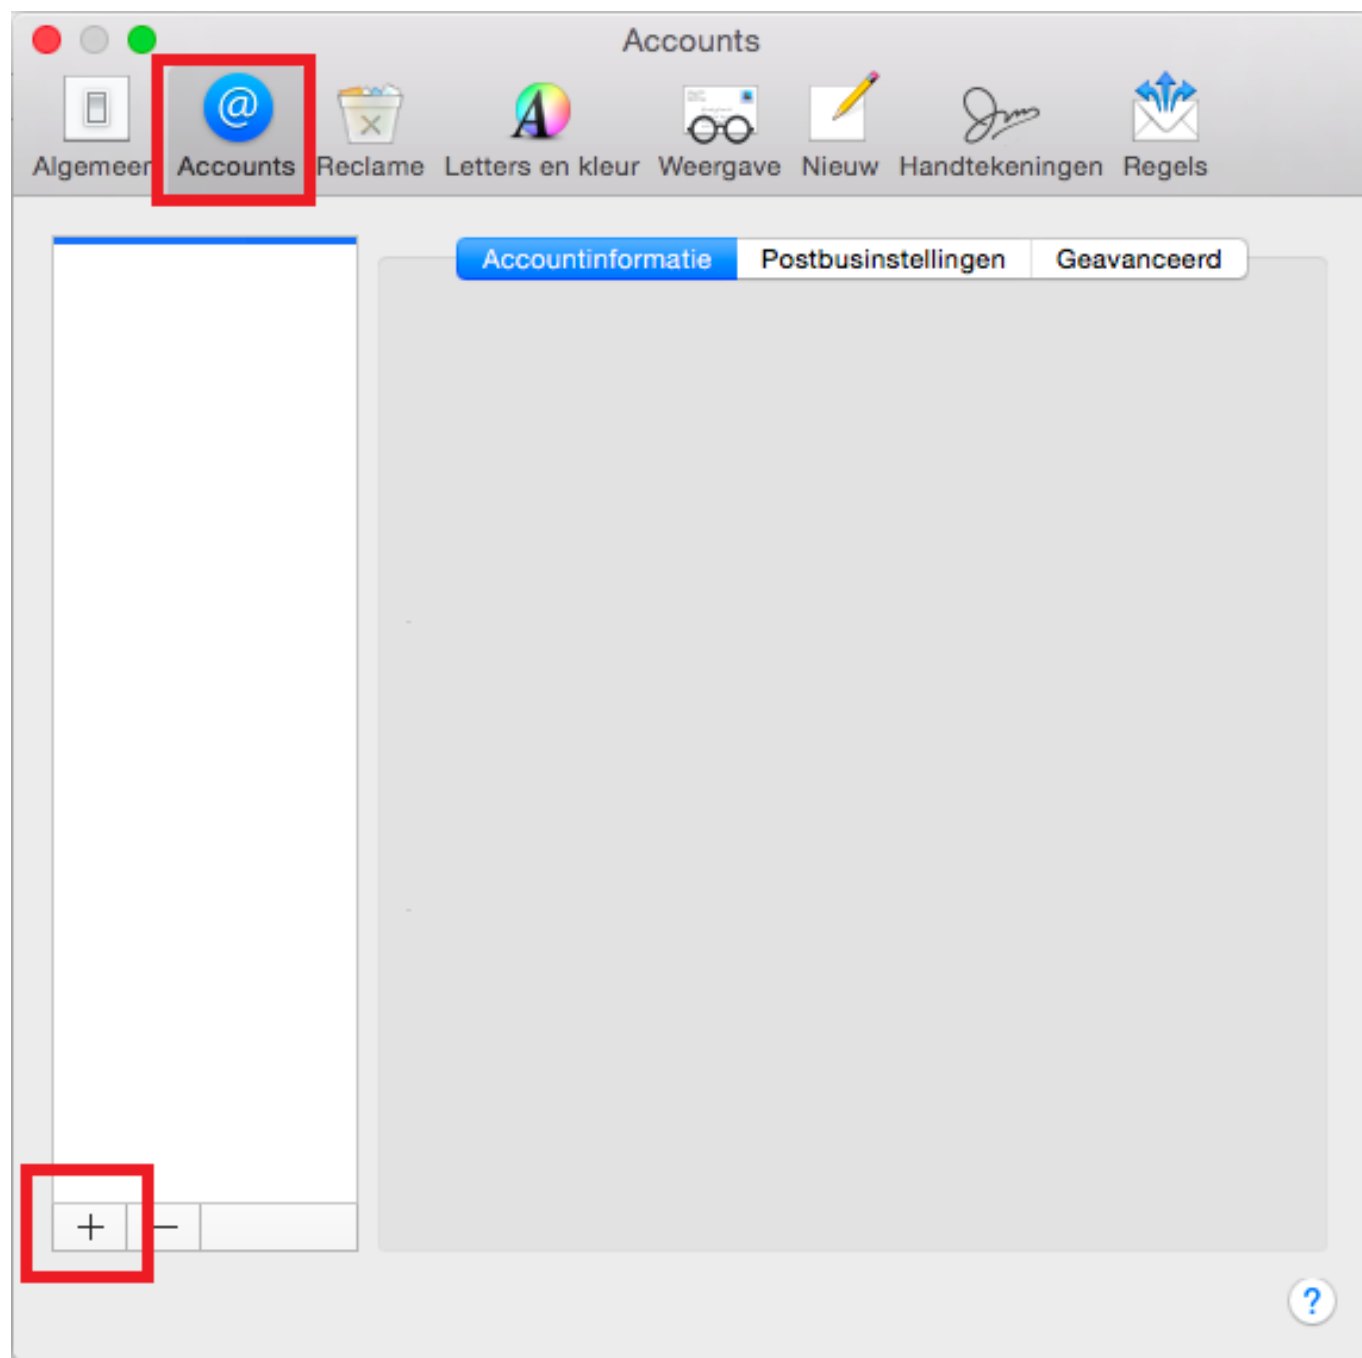 Accounts
Algemeen Accounts Reclame Letters en kleur Weergave Nieuw Handtekeningen Regels
Accountinformatie Postbusinstellingen Geavanceerd
+ −
?